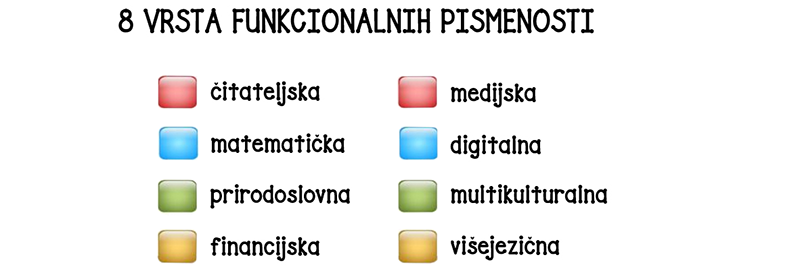 8 VRSTA FUNKCIONALNIH PISMENOSTI
čitateljska
matematička
prirodoslovna
financijska
medijska
digitalna
multikulturalna
višejezična